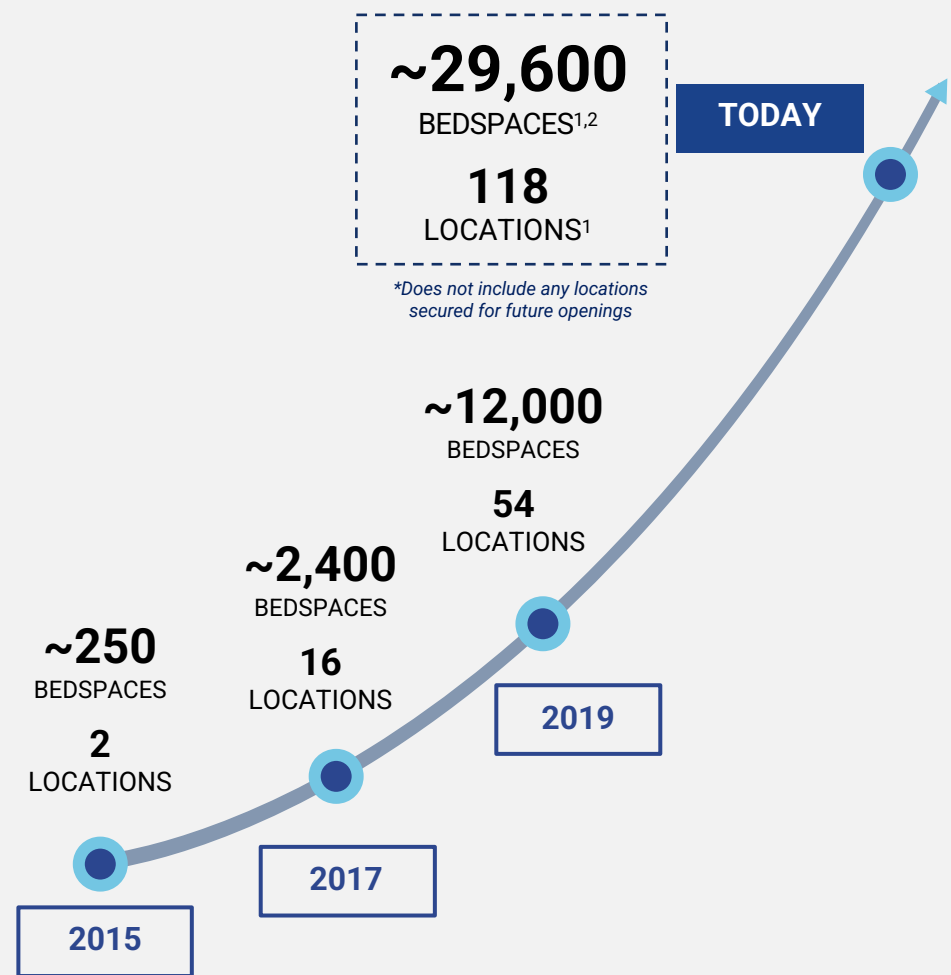 ~29,600
BEDSPACES¹,²
118
LOCATIONS¹
TODAY
*Does not include any locations
secured for future openings
~12,000
BEDSPACES
54
LOCATIONS
2019
~2,400
BEDSPACES
16
LOCATIONS
2017
~250
BEDSPACES
2
LOCATIONS
2015